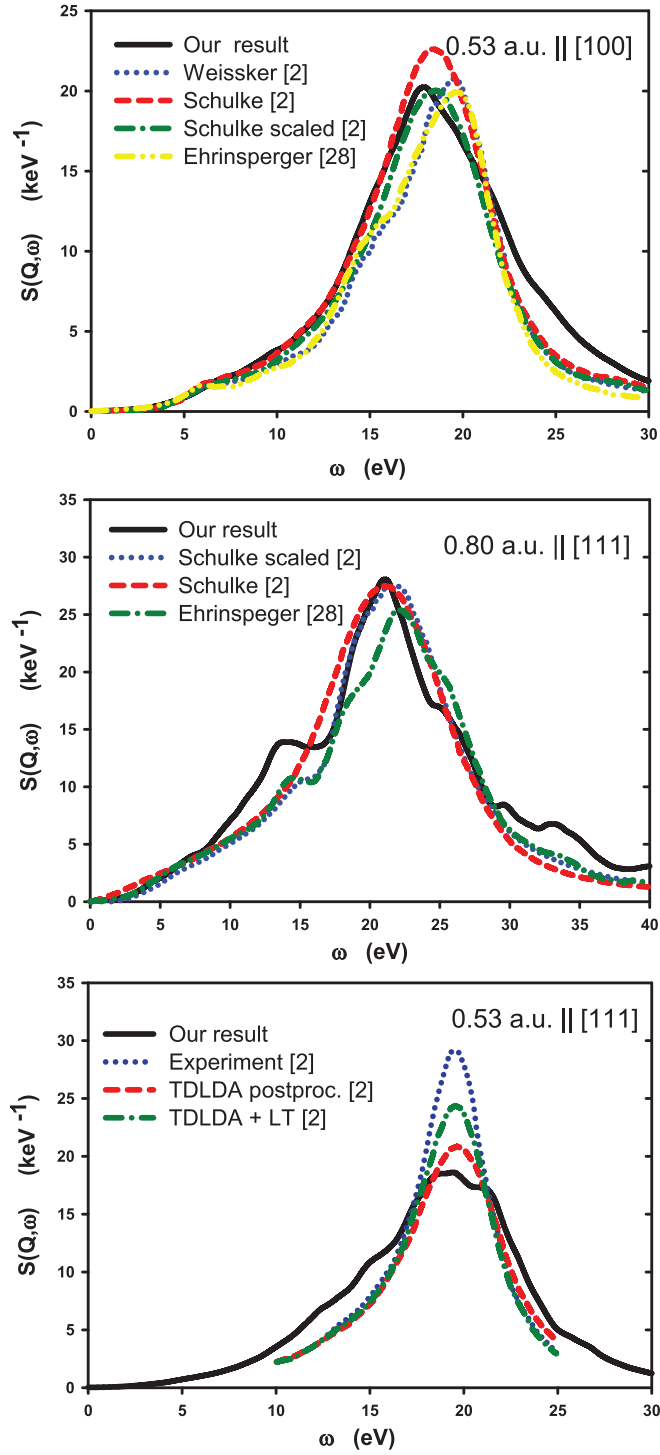 0.53 a.u. || [100]
Our result
Weissker [2]
Schulke [2]
Schulke scaled [2]
Ehrinsperger [28]
S(Q,ω) (keV -1)
25
20
15
10
5
0
0 5 10 15 20 25 30
ω (eV)
0.80 a.u. || [111]
Our result
Schulke scaled [2]
Schulke [2]
Ehrinspeger [28]
S(Q,ω) (keV -1)
35
30
25
20
15
10
5
0
0 5 10 15 20 25 30 35 40
ω (eV)
0.53 a.u. || [111]
Our result
Experiment [2]
TDLDA postproc. [2]
TDLDA + LT [2]
S(Q,ω) (keV -1)
35
30
25
20
15
10
5
0
0 5 10 15 20 25 30
ω (eV)